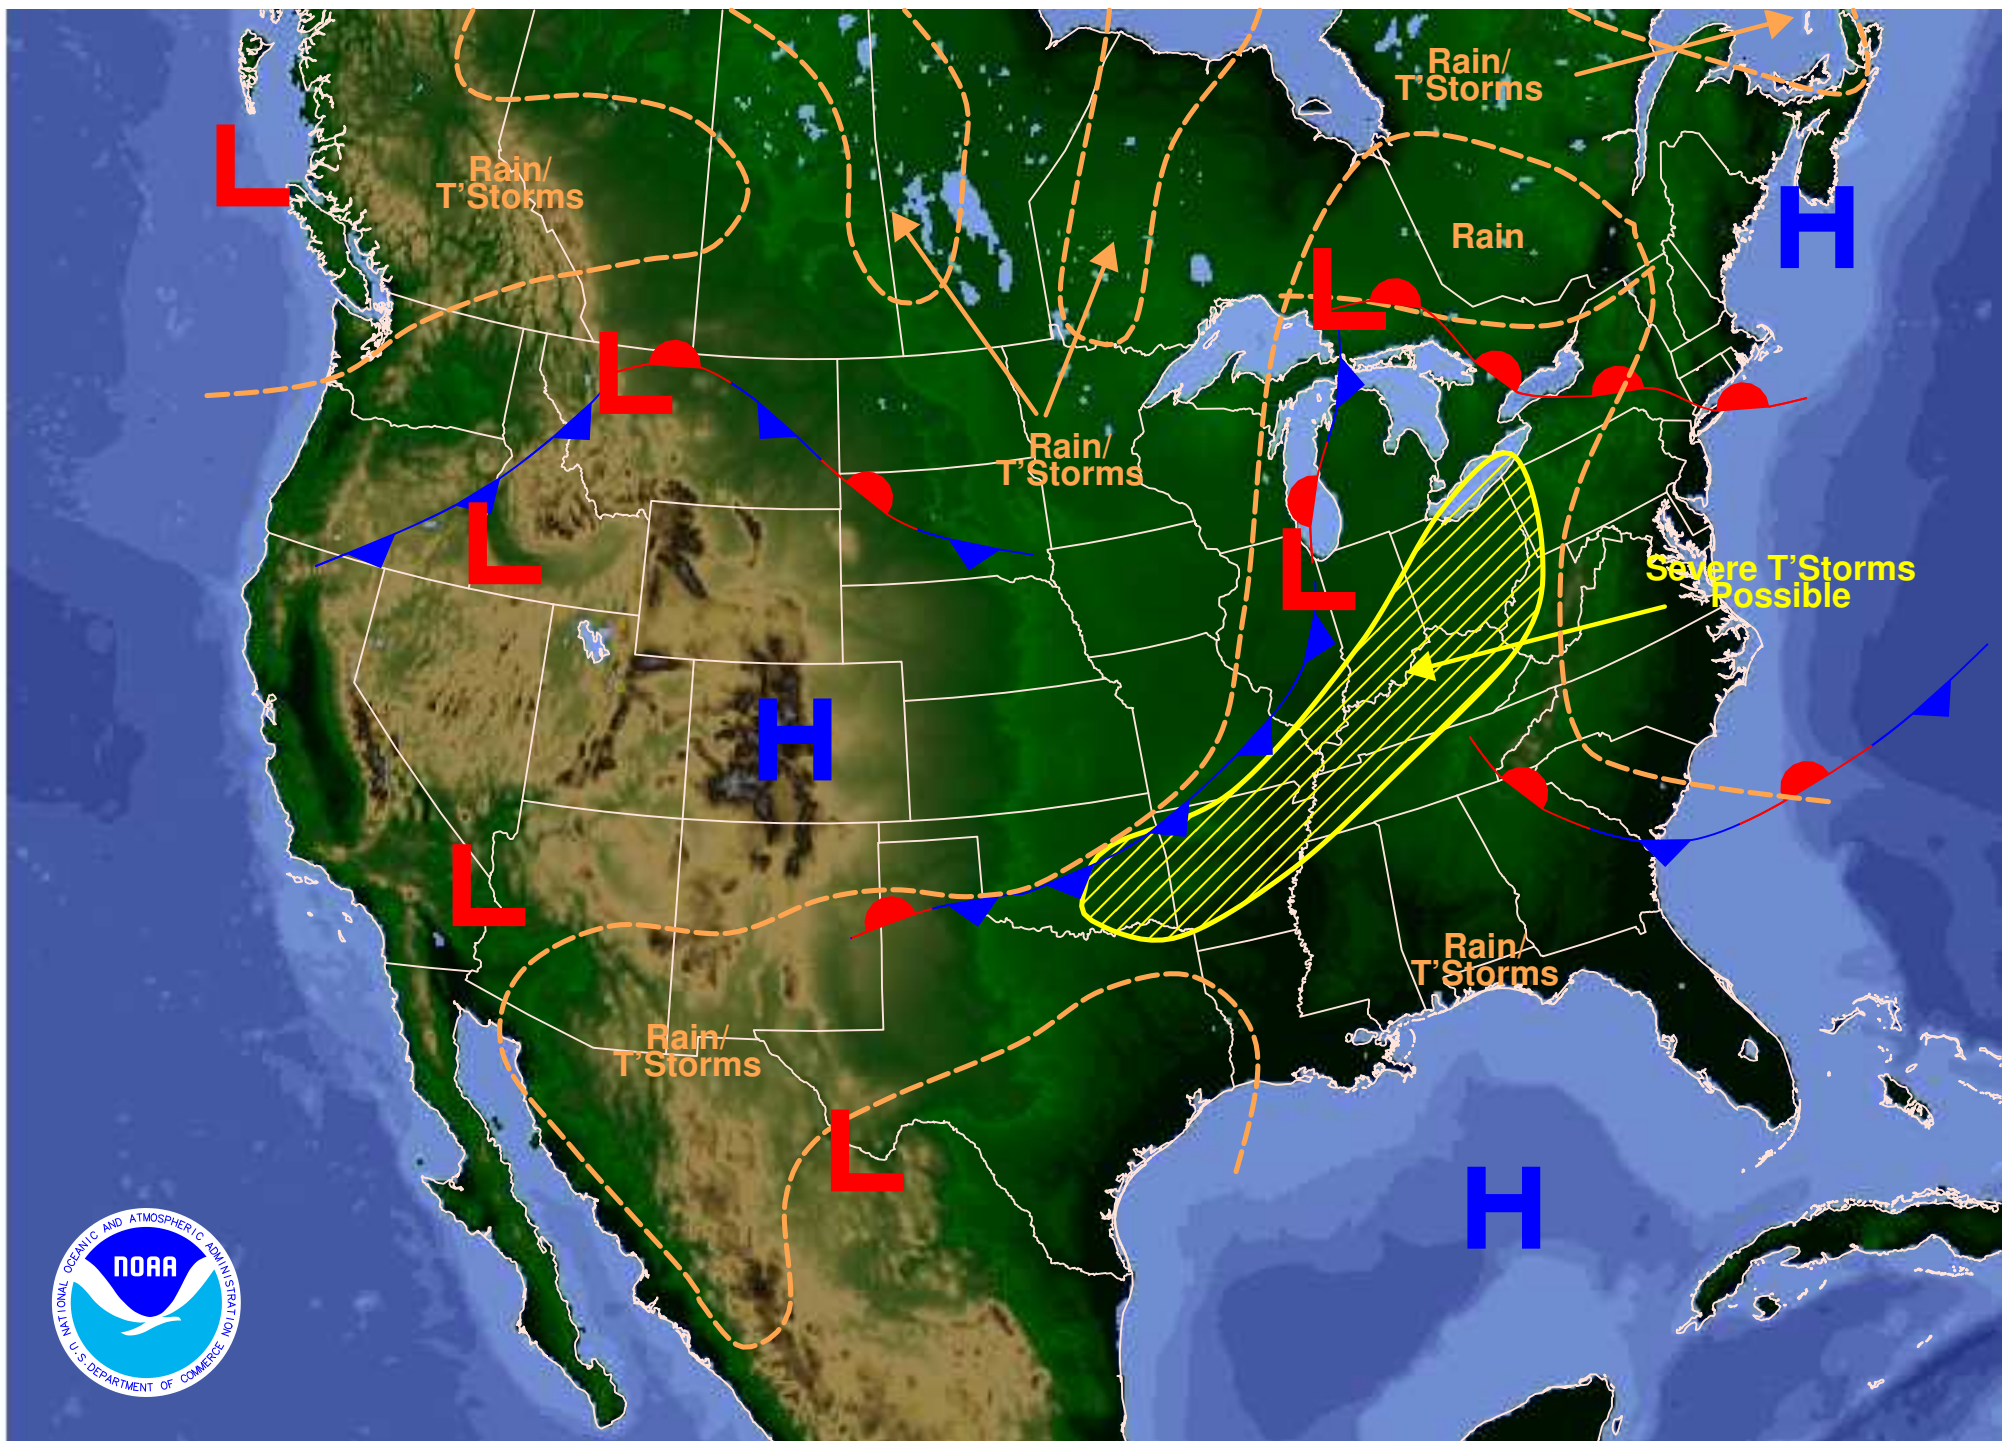 Rain/
T'Storms
L
Rain/
T'Storms
H
Rain
L
L
Rain/
T'Storms
L
L
Severe T'Storms
Possible
H
L
Rain/
T'Storms
Rain/
T'Storms
L
H
NATIONAL OCEANIC AND ATMOSPHERIC ADMINISTRATION
NOAA
U.S. DEPARTMENT OF COMMERCE